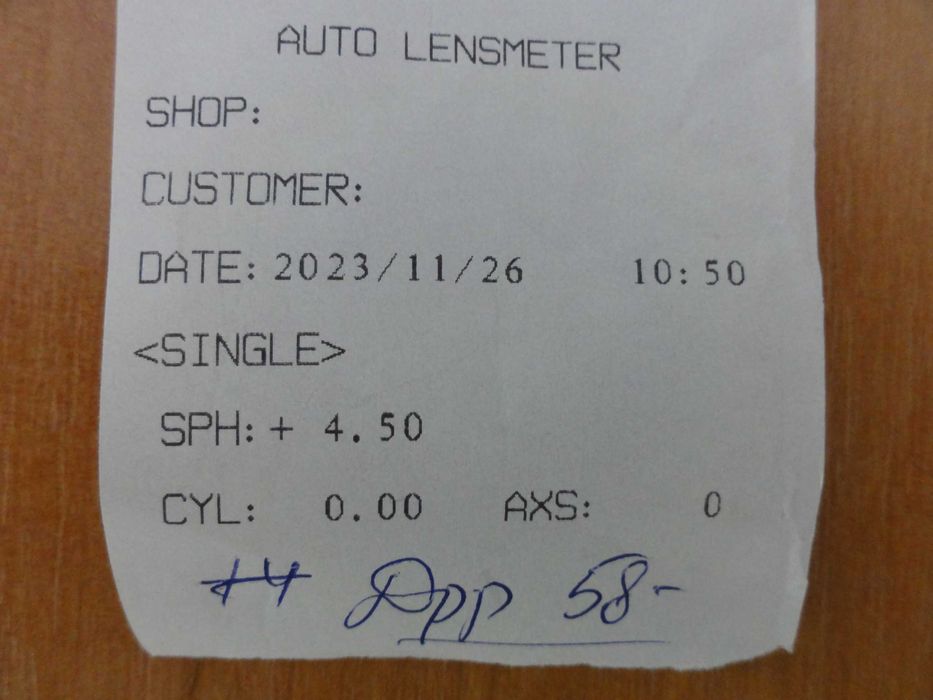 AUTO LENSMETER
SHOP:
CUSTOMER:
DATE: 2023/11/26 10:50
<SINGLE>
SPH: + 4.50
CYL: 0.00 AXS: 0
+4 Дpp 58-